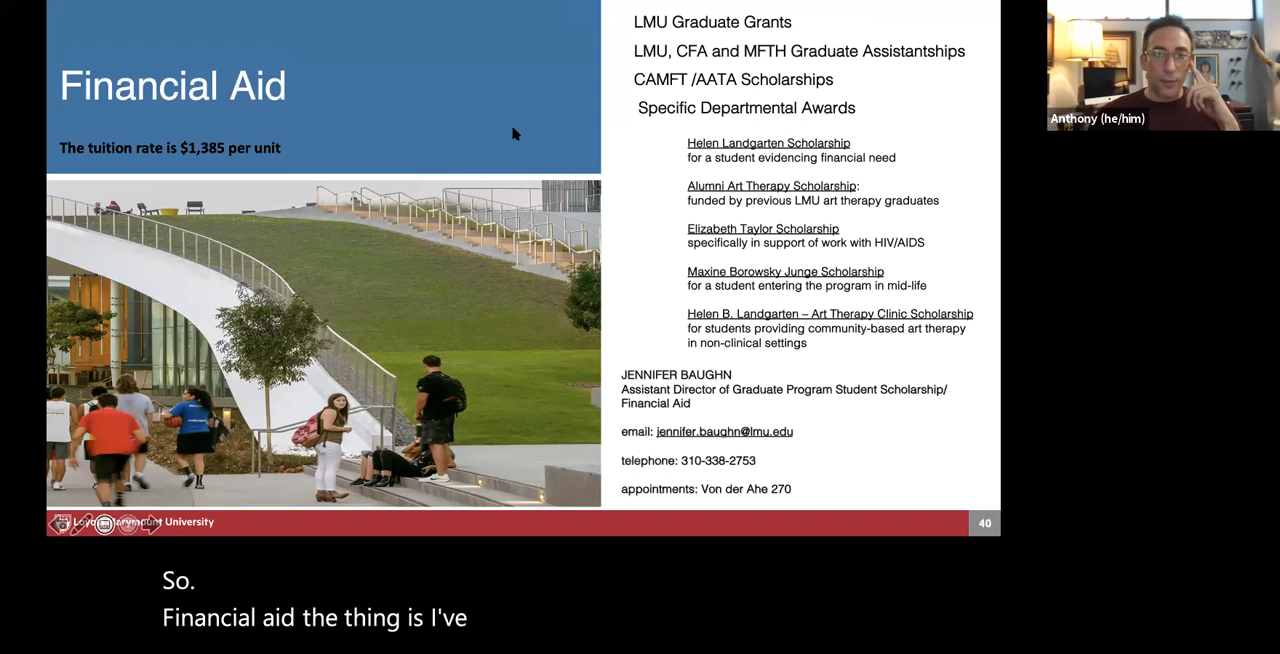 Financial Aid
The tuition rate is $1,385 per unit
LMU Graduate Grants
LMU, CFA and MFTH Graduate Assistantships
CAMFT /AATA Scholarships
Specific Departmental Awards
Helen Landgarten Scholarship
for a student evidencing financial need
Alumni Art Therapy Scholarship:
funded by previous LMU art therapy graduates
Elizabeth Taylor Scholarship
specifically in support of work with HIV/AIDS
Maxine Borowsky Junge Scholarship
for a student entering the program in mid-life
Helen B. Landgarten – Art Therapy Clinic Scholarship
for students providing community-based art therapy
in non-clinical settings
JENNIFER BAUGHN
Assistant Director of Graduate Program Student Scholarship/
Financial Aid
email: jennifer.baughn@lmu.edu
telephone: 310-338-2753
appointments: Von der Ahe 270
Loyola Marymount University
40
Anthony (he/him)
So.
Financial aid the thing is I've